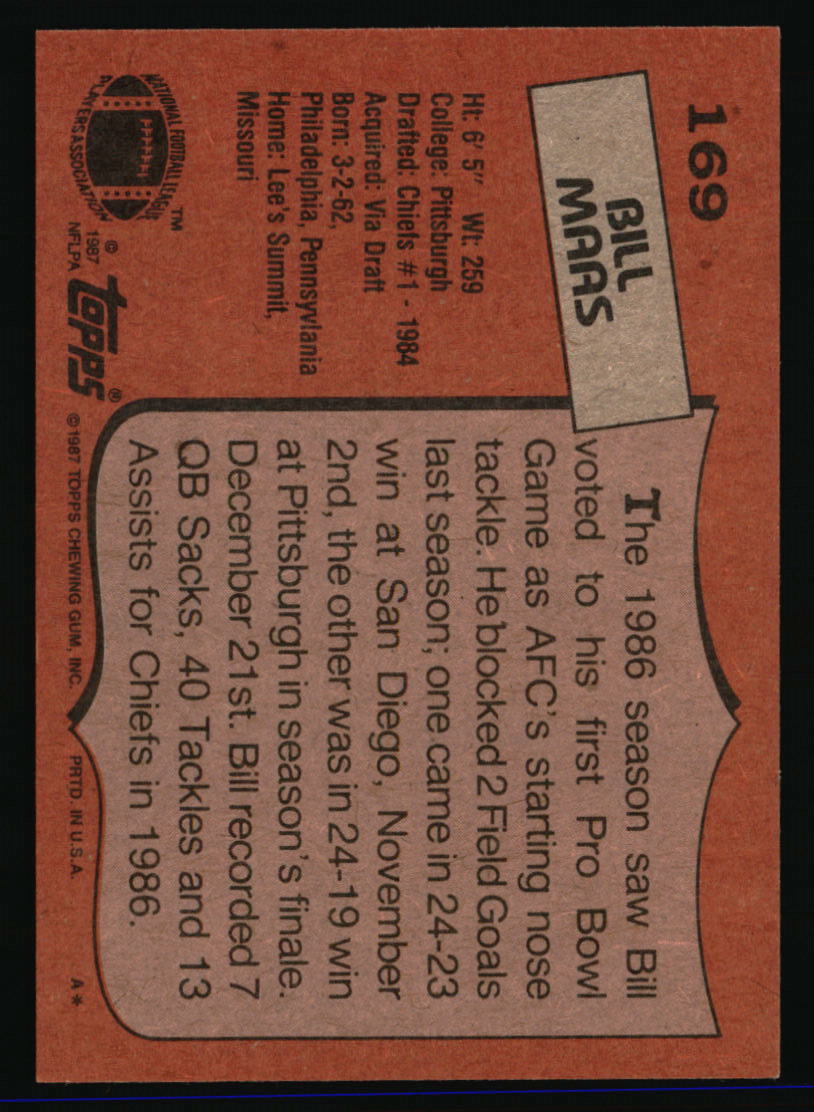 169
BILL
MAAS
Ht: 6' 5" Wt: 259
College: Pittsburgh
Drafted: Chiefs #1 - 1984
Acquired: Via Draft
Born: 3-2-62,
Philadelphia, Pennsyvlania
Home: Lee's Summit,
Missouri
NATIONAL FOOTBALL LEAGUE
PLAYERS ASSOCIATION
™
©
1987
NFLPA
topps®
The 1986 season saw Bill
voted to his first Pro Bowl
Game as AFC's starting nose
tackle. He blocked 2 Field Goals
last season; one came in 24-23
win at San Diego, November
2nd, the other was in 24-19 win
at Pittsburgh in season's finale.
December 21st. Bill recorded 7
QB Sacks, 40 Tackles and 13
Assists for Chiefs in 1986.
©1987 TOPPS CHEWING GUM, INC. PRTD. IN U.S.A. A*